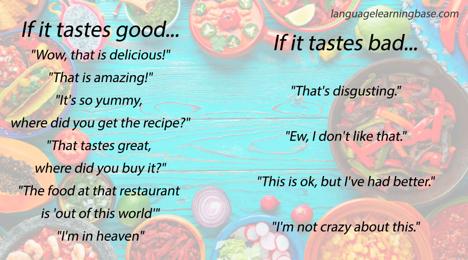 languagelearningbase.com
If it tastes good...
"Wow, that is delicious!"
"That is amazing!"
"It's so yummy,
where did you get the recipe?"
"That tastes great,
where did you buy it?"
"The food at that restaurant
is 'out of this world'"
"I'm in heaven"
If it tastes bad...
"That's disgusting."
"Ew, I don't like that."
"This is ok, but I've had better."
"I'm not crazy about this."